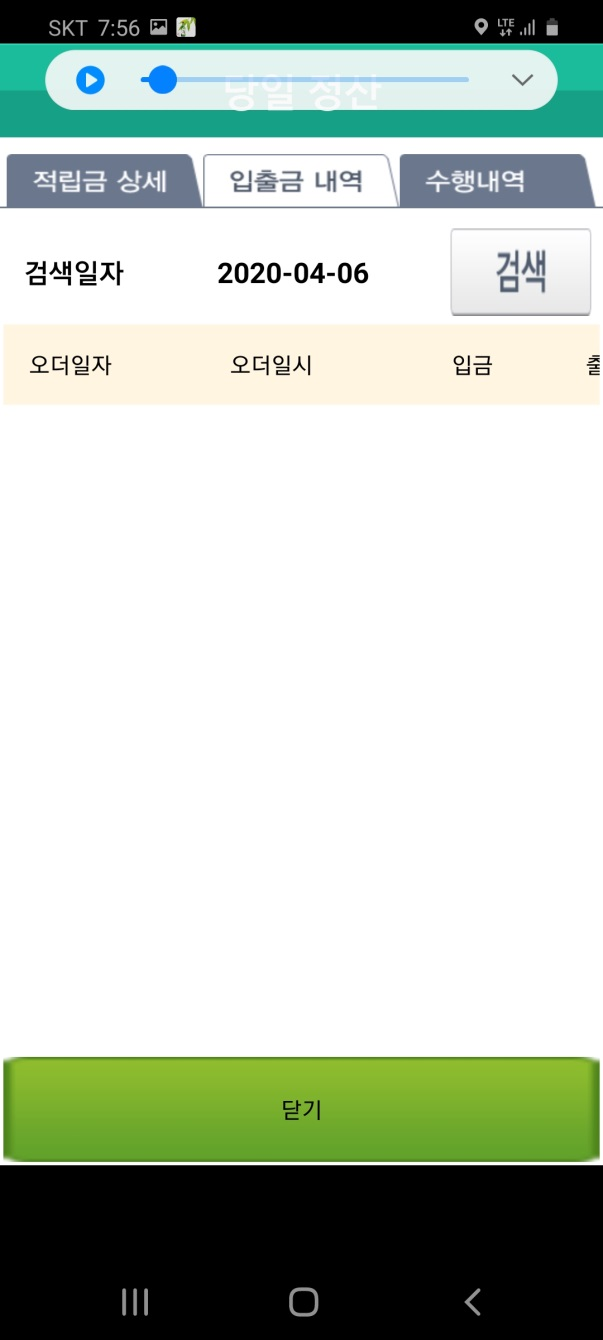 SKT 7:56 LTE
당일 정산
적립금 상세 입출금 내역 수행내역
검색일자 2020-04-06 검색
오더일자 오더일시 입금
닫기